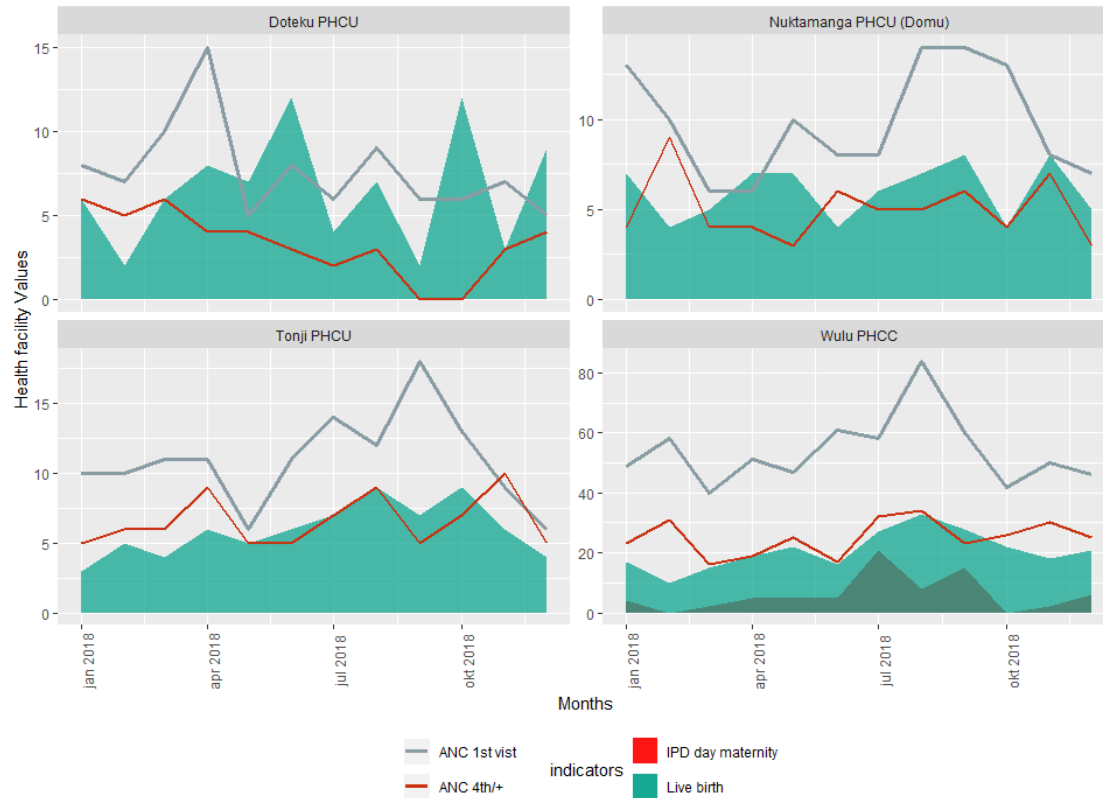 Doteku PHCU
Nuktamanga PHCU (Domu)
15
10
5
0
10
5
0
Tonji PHCU
Wulu PHCC
15
10
5
0
80
60
40
20
0
Health facility Values
jan 2018
apr 2018
jul 2018
okt 2018
jan 2018
apr 2018
jul 2018
okt 2018
Months
indicators
ANC 1st vist
ANC 4th/+
IPD day maternity
Live birth